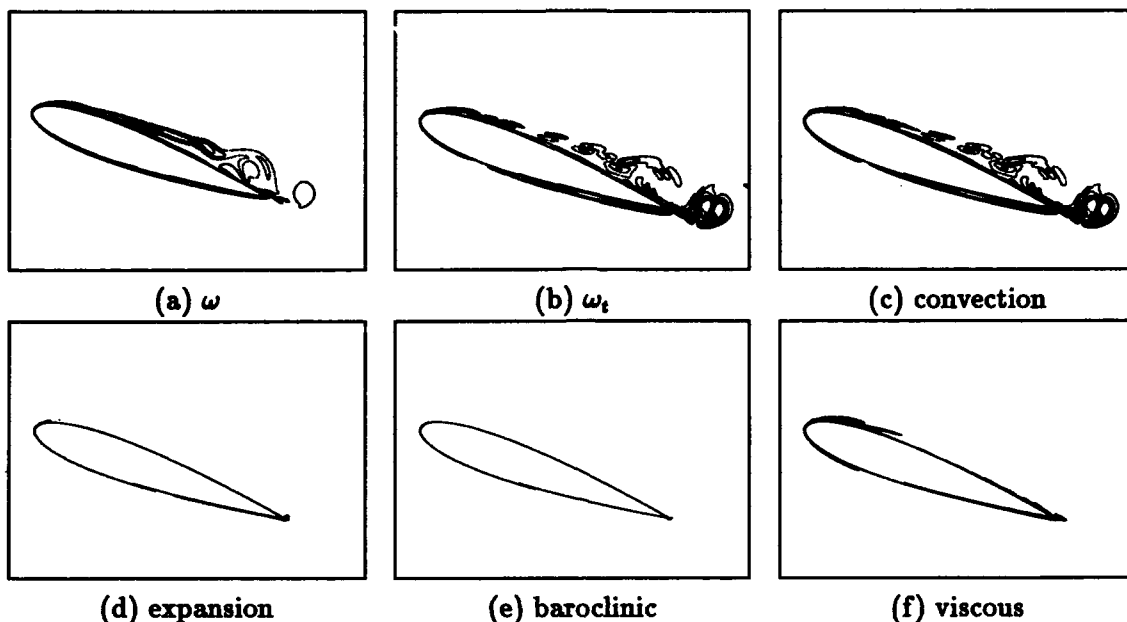 (a) ω
(b) ωₜ
(c) convection
(d) expansion
(e) baroclinic
(f) viscous